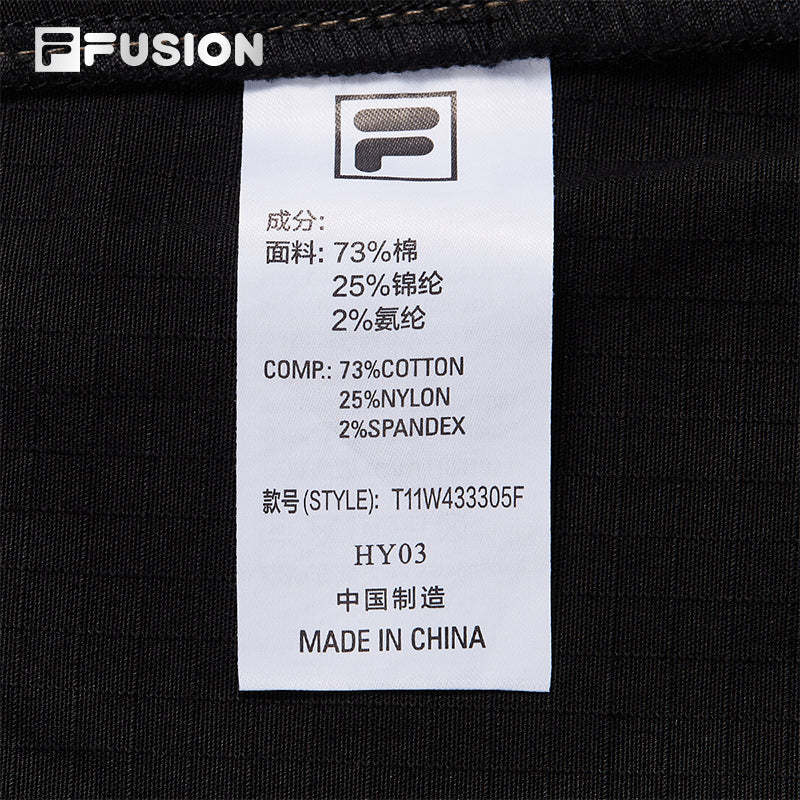 FUSION
成分:
面料: 73%棉
25%锦纶
2%氨纶
COMP.: 73%COTTON
25%NYLON
2%SPANDEX
款号(STYLE): T11W433305F
HY03
中国制造
MADE IN CHINA